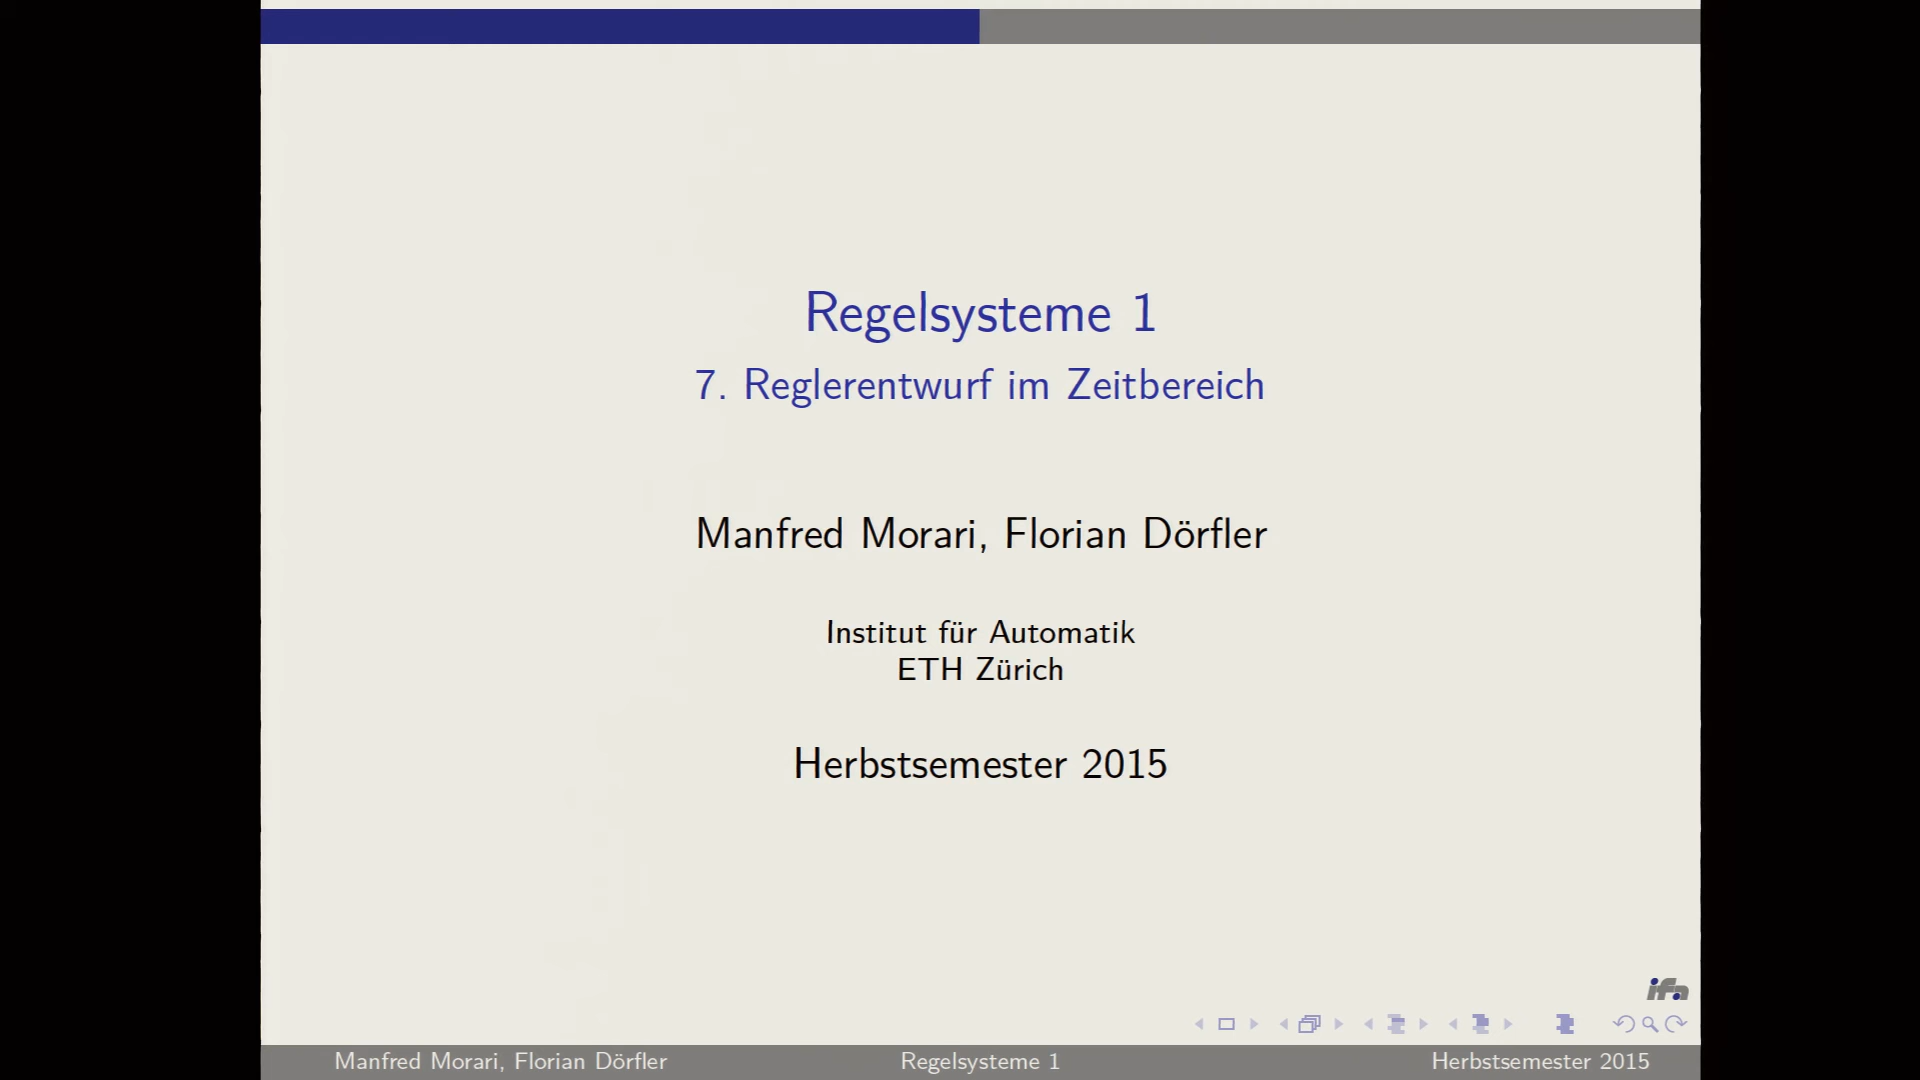 Regelsysteme 1
7. Reglerentwurf im Zeitbereich
Manfred Morari, Florian Dörfler
Institut für Automatik
ETH Zürich
Herbstsemester 2015
ifa
Manfred Morari, Florian Dörfler
Regelsysteme 1
Herbstsemester 2015